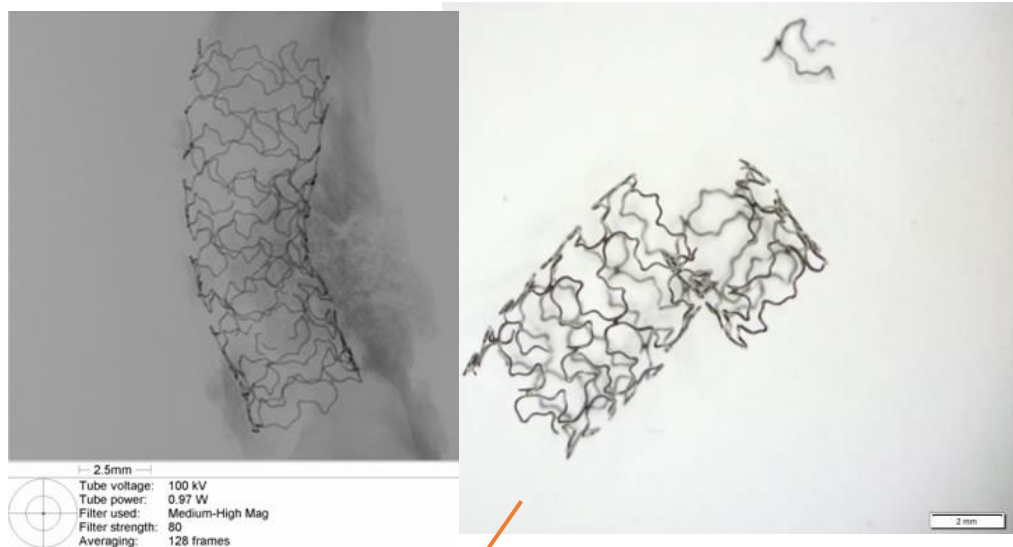 2.5mm
Tube voltage: 100 kV
Tube power: 0.97 W
Filter used: Medium-High Mag
Filter strength: 80
Averaging: 128 frames
2 mm